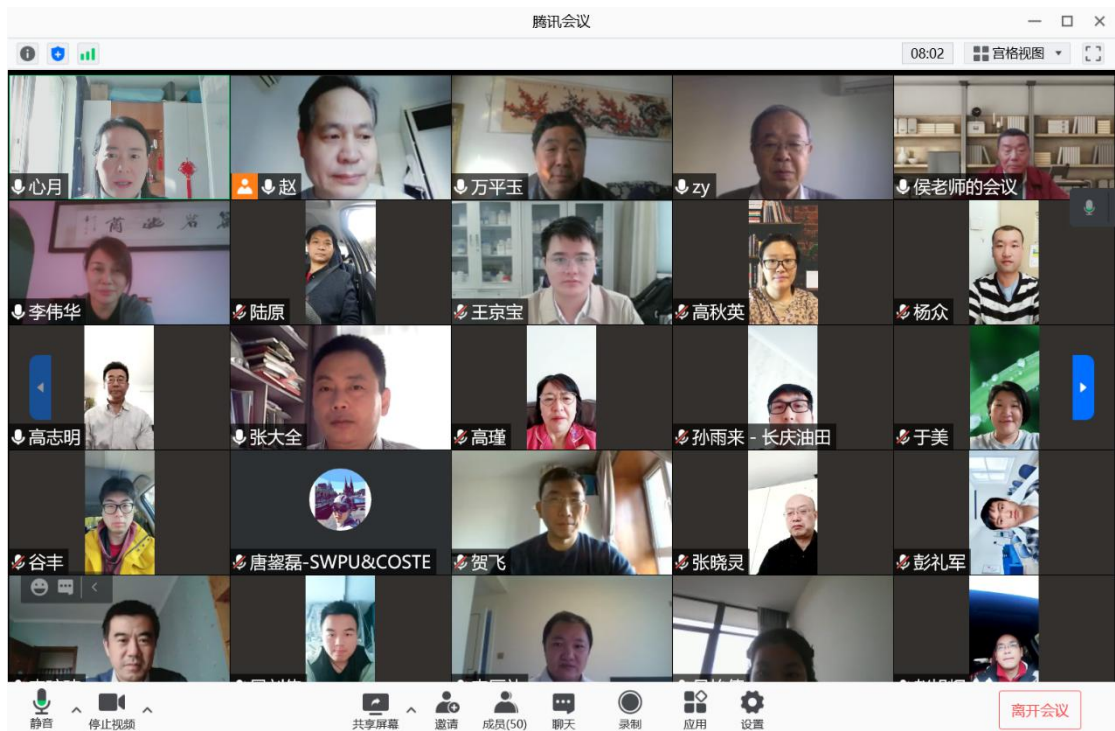 腾讯会议
08:02
宫格视图
心月
赵
万平玉
zy
侯老师的会议
李伟华
陆原
王京宝
高秋英
杨众
高志明
张大全
高瑾
孙雨来 - 长庆油田
于美
谷丰
唐鋆磊-SWPU&COSTE
贺飞
张晓灵
彭礼军
静音
停止视频
共享屏幕
邀请
成员(50)
聊天
录制
应用
设置
离开会议